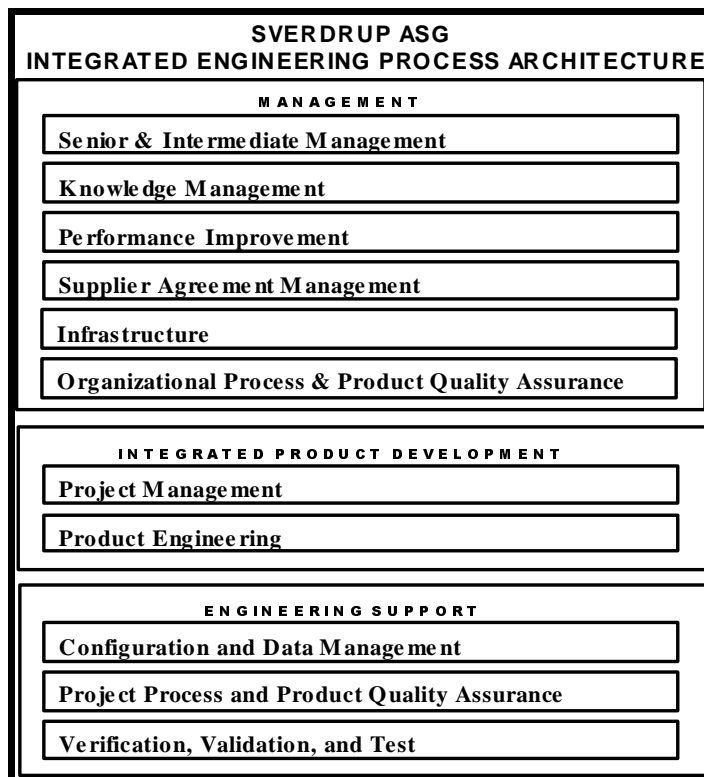 SVERDRUP ASG
INTEGRATED ENGINEERING PROCESS ARCHITECTURE
MANAGEMENT
Senior & Intermediate Management
Knowledge Management
Performance Improvement
Supplier Agreement Management
Infrastructure
Organizational Process & Product Quality Assurance
INTEGRATED PRODUCT DEVELOPMENT
Project Management
Product Engineering
ENGINEERING SUPPORT
Configuration and Data Management
Project Process and Product Quality Assurance
Verification, Validation, and Test